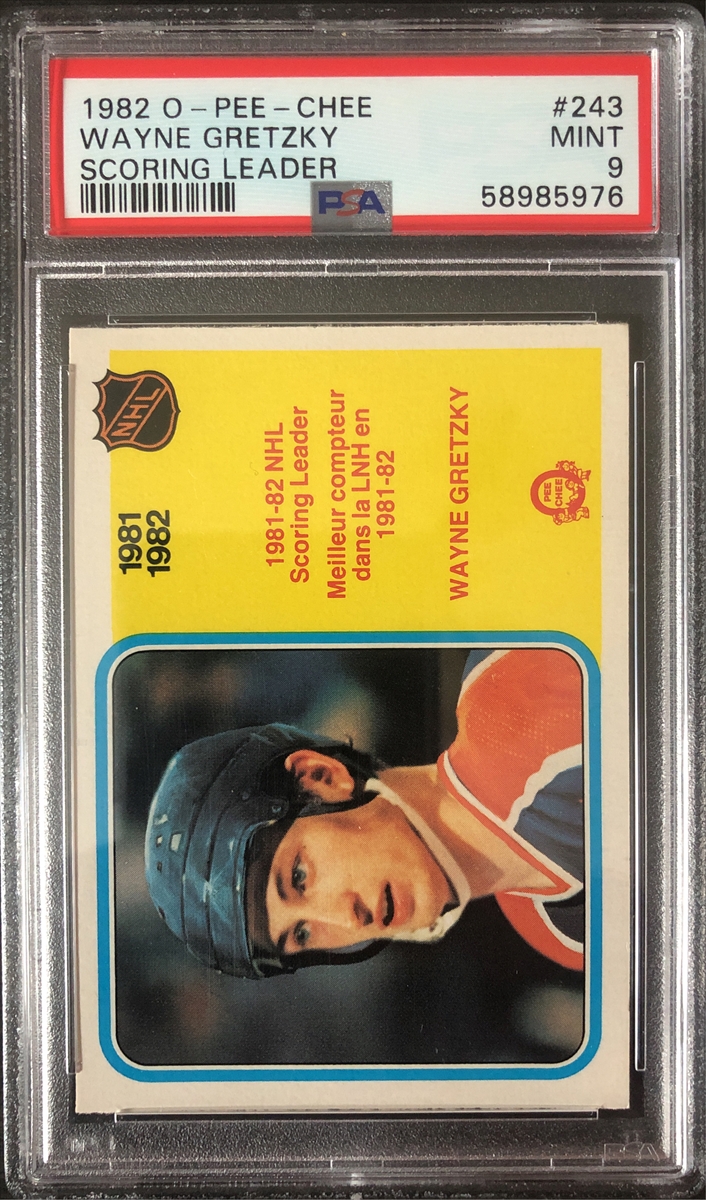 1982 O-PEE-CHEE #243
WAYNE GRETZKY MINT
SCORING LEADER 9
PSA 58985976
NHL
1981
1982
1981-82 NHL
Scoring Leader
Meilleur compteur
dans la LNH en
1981-82
WAYNE GRETZKY
PEE
CHEE
PSA